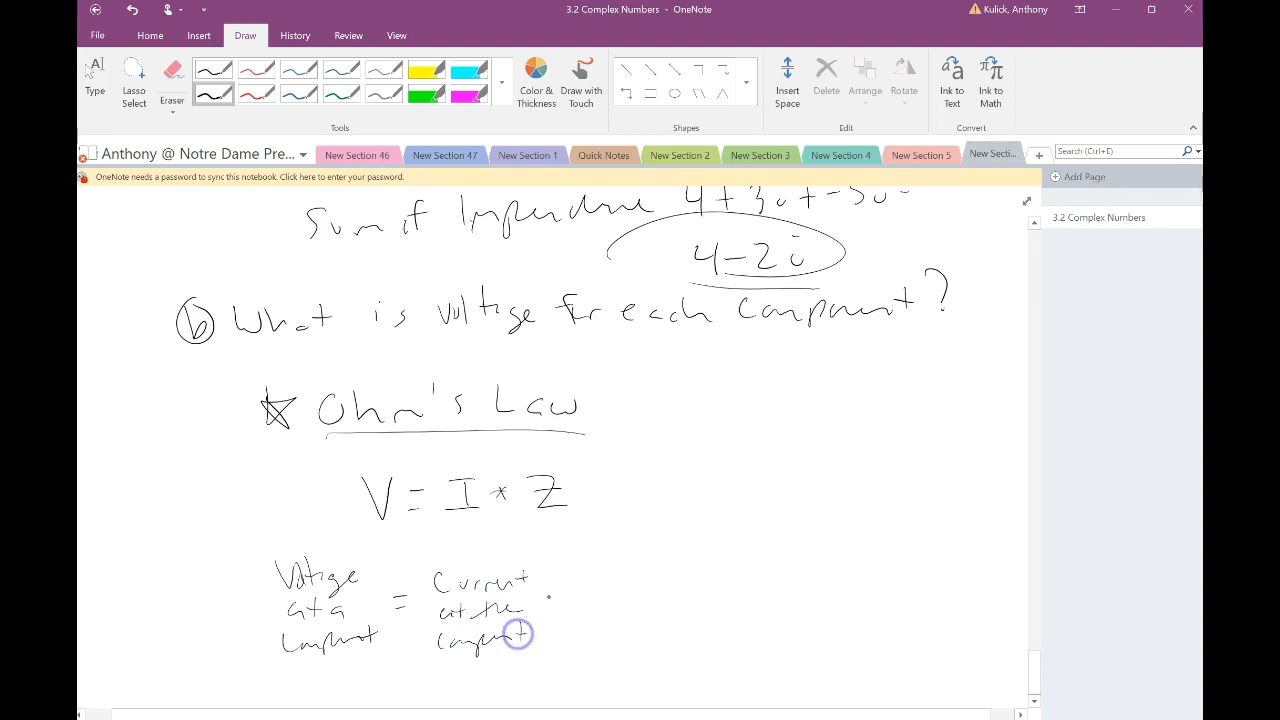 3.2 Complex Numbers - OneNote
Kulick, Anthony
File Home Insert Draw History Review View
Type
Lasso Select
Eraser
Color & Thickness
Draw with Touch
Insert Space
Delete
Arrange
Rotate
Ink to Text
Ink to Math
Tools
Shapes
Edit
Convert
Anthony @ Notre Dame Pre... New Section 46 New Section 47 New Section 1 Quick Notes New Section 2 New Section 3 New Section 4 New Section 5 New Secti... Search (Ctrl+E)
OneNote needs a password to sync this notebook. Click here to enter your password.
Add Page
3.2 Complex Numbers
Sum of Impedance 4+3i+-5i
4-2i
b What is voltage for each component?
Ohm's Law
V = I * Z
Voltage Current
at a = at the ·
component component